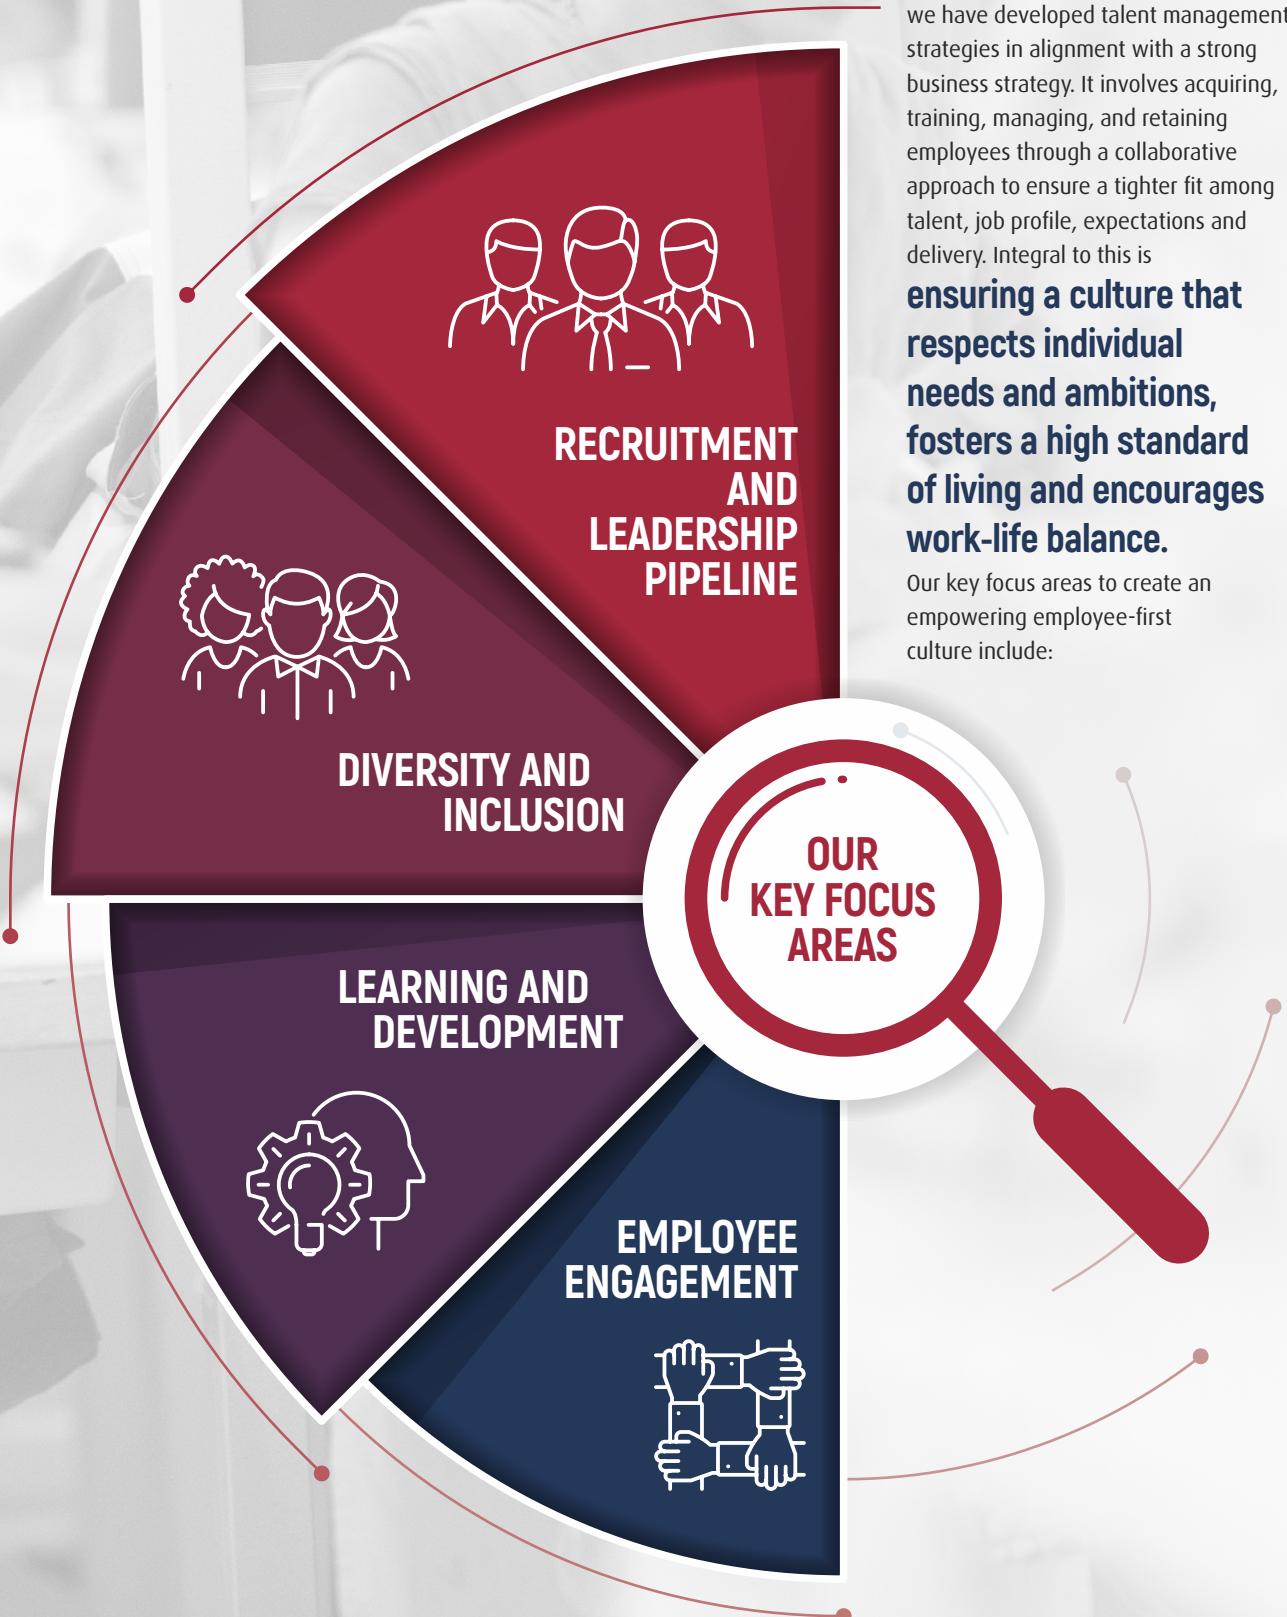 we have developed talent management
strategies in alignment with a strong
business strategy. It involves acquiring,
training, managing, and retaining
employees through a collaborative
approach to ensure a tighter fit among
talent, job profile, expectations and
delivery. Integral to this is
ensuring a culture that
respects individual
needs and ambitions,
fosters a high standard
of living and encourages
work-life balance.
Our key focus areas to create an
empowering employee-first
culture include:
RECRUITMENT
AND
LEADERSHIP
PIPELINE
DIVERSITY AND
INCLUSION
OUR
KEY FOCUS
AREAS
LEARNING AND
DEVELOPMENT
EMPLOYEE
ENGAGEMENT